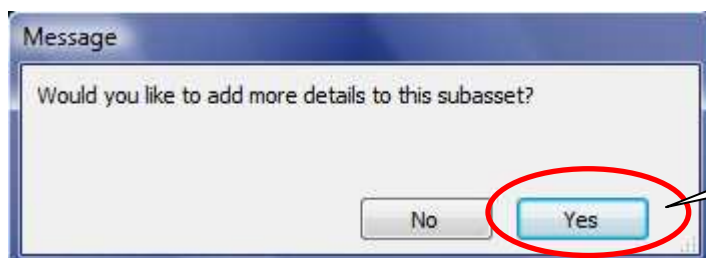 Message
Would you like to add more details to this subasset?
No
Yes